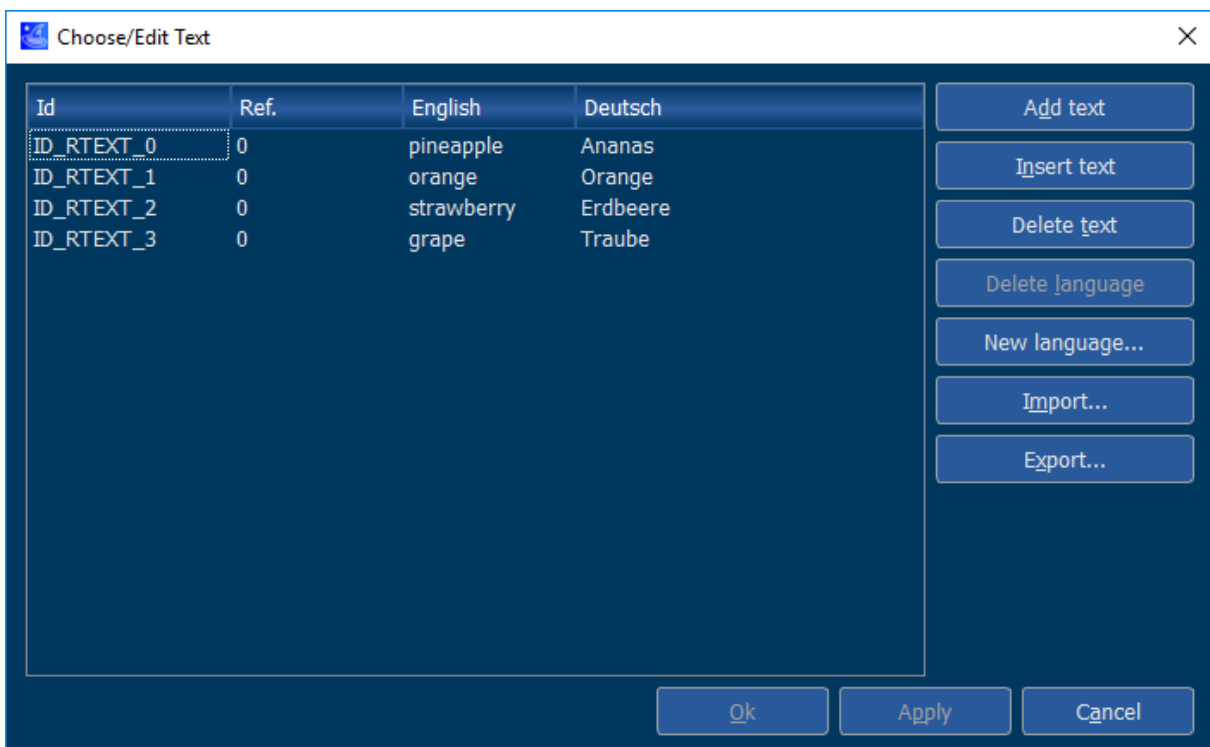 Choose/Edit Text
Id Ref. English Deutsch
ID_RTEXT_0 0 pineapple Ananas
ID_RTEXT_1 0 orange Orange
ID_RTEXT_2 0 strawberry Erdbeere
ID_RTEXT_3 0 grape Traube
Add text
Insert text
Delete text
Delete language
New language...
Import...
Export...
Ok Apply Cancel